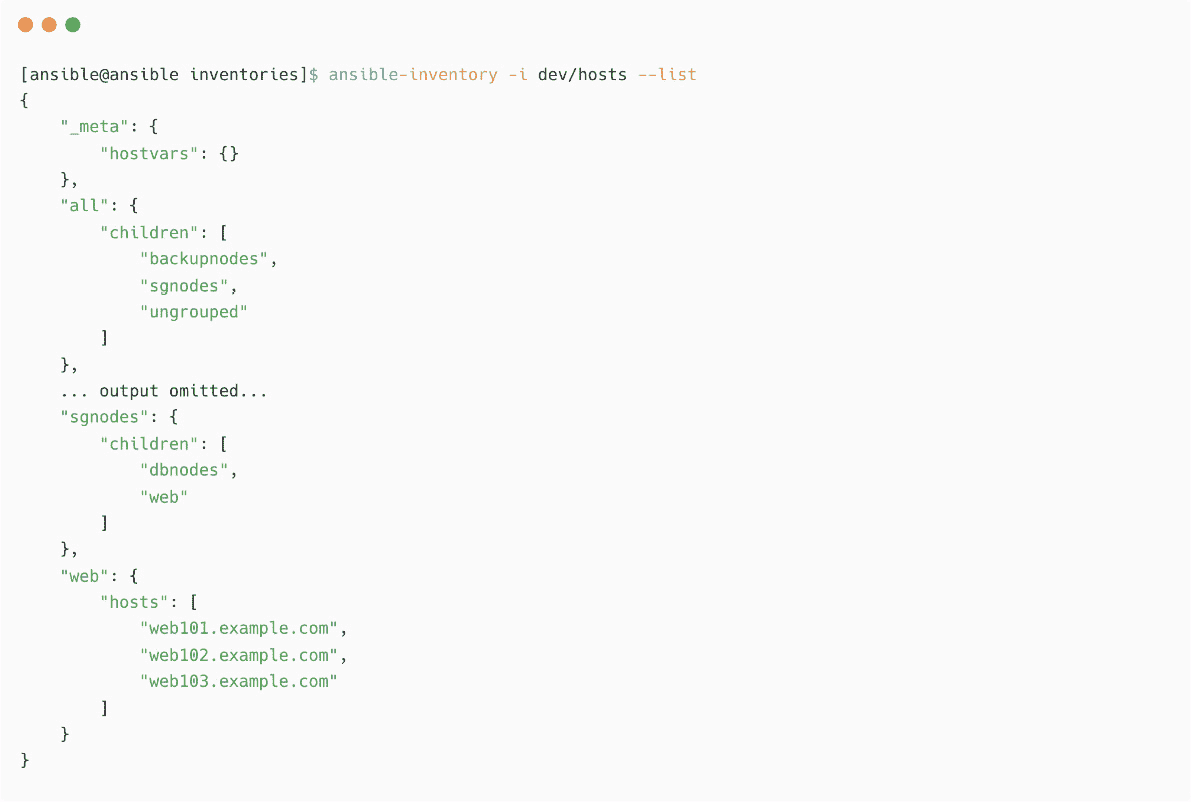 [ansible@ansible inventories]$ ansible-inventory -i dev/hosts --list
{
    "_meta": {
        "hostvars": {}
    },
    "all": {
        "children": [
            "backupnodes",
            "sgnodes",
            "ungrouped"
        ]
    },
    ... output omitted...
    "sgnodes": {
        "children": [
            "dbnodes",
            "web"
        ]
    },
    "web": {
        "hosts": [
            "web101.example.com",
            "web102.example.com",
            "web103.example.com"
        ]
    }
}